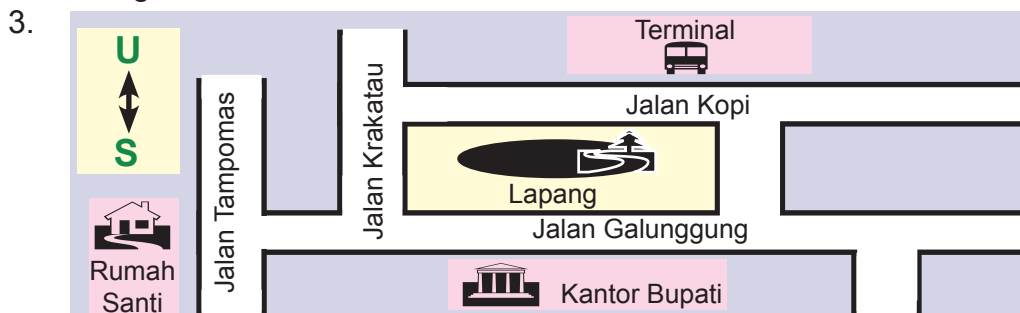 3.
U
S
Terminal
Jalan Kopi
Jalan Krakatau
Jalan Tampomas
Lapang
Jalan Galunggung
Rumah
Santi
Kantor Bupati